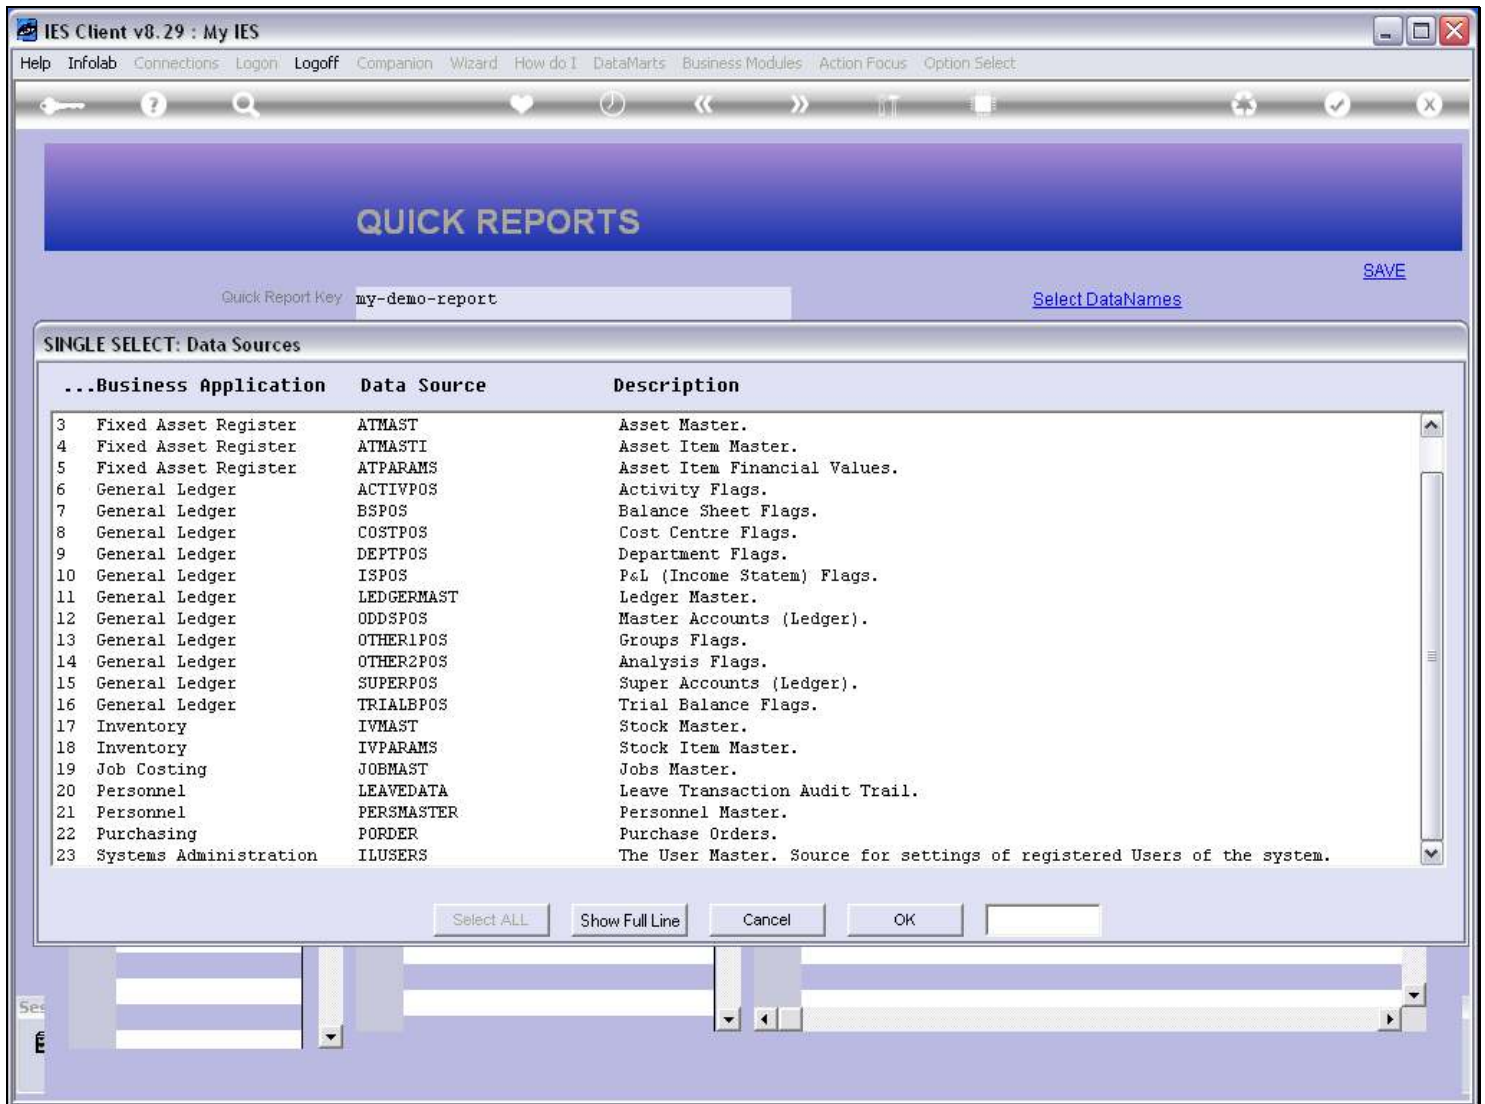 IES Client v8.29 : My IES
Help Infolab Connections Logon Logoff Companion Wizard How do I DataMarts Business Modules Action Focus Option Select
QUICK REPORTS
SAVE
Quick Report Key my-demo-report Select DataNames
SINGLE SELECT: Data Sources
...Business Application Data Source Description
3 Fixed Asset Register ATMAST Asset Master.
4 Fixed Asset Register ATMASTI Asset Item Master.
5 Fixed Asset Register ATPARAMS Asset Item Financial Values.
6 General Ledger ACTIVPOS Activity Flags.
7 General Ledger BSPOS Balance Sheet Flags.
8 General Ledger COSTPOS Cost Centre Flags.
9 General Ledger DEPTPOS Department Flags.
10 General Ledger ISPOS P&L (Income Statem) Flags.
11 General Ledger LEDGERMAST Ledger Master.
12 General Ledger ODDSPOS Master Accounts (Ledger).
13 General Ledger OTHER1POS Groups Flags.
14 General Ledger OTHER2POS Analysis Flags.
15 General Ledger SUPERPOS Super Accounts (Ledger).
16 General Ledger TRIALBPOS Trial Balance Flags.
17 Inventory IVMAST Stock Master.
18 Inventory IVPARAMS Stock Item Master.
19 Job Costing JOBMAST Jobs Master.
20 Personnel LEAVEDATA Leave Transaction Audit Trail.
21 Personnel PERSMASTER Personnel Master.
22 Purchasing PORDER Purchase Orders.
23 Systems Administration ILUSERS The User Master. Source for settings of registered Users of the system.
Select ALL Show Full Line Cancel OK
Ses